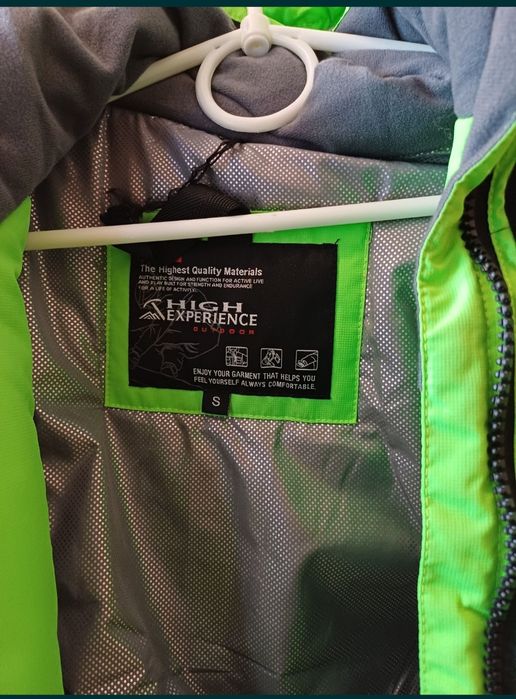 The Highest Quality Materials
AUTHENTIC DESIGN AND FUNCTION FOR ACTIVE LIVE
AND STAY BUILT FOR STRENGTH AND ENDURANCE
FOR A LIFE OF ACTIVITY
HIGH
EXPERIENCE
OUTDOOR
ENJOY YOUR GARMENT THAT HELPS YOU
FEEL YOURSELF ALWAYS COMFORTABLE.
S